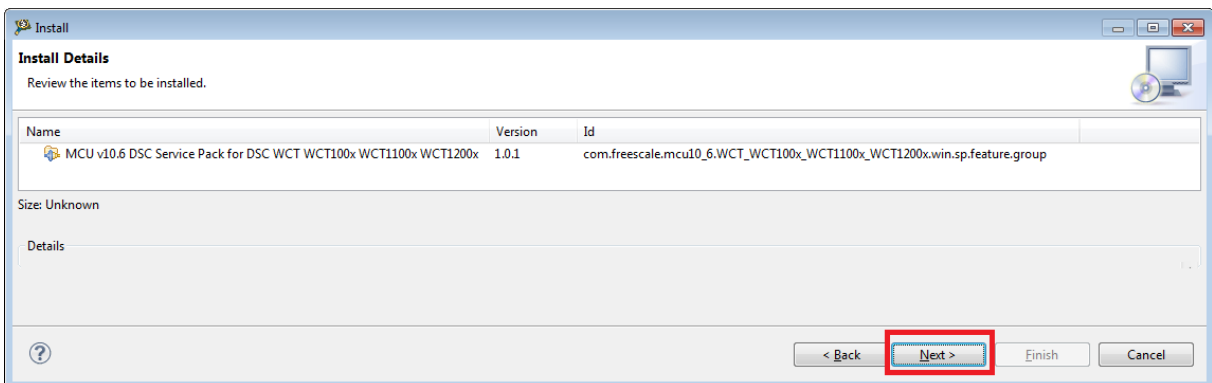 Install
Install Details
Review the items to be installed.
Name Version Id
MCU v10.6 DSC Service Pack for DSC WCT WCT100x WCT1100x WCT1200x 1.0.1 com.freescale.mcu10_6.WCT_WCT100x_WCT1100x_WCT1200x.win.sp.feature.group
Size: Unknown
Details
? < Back Next > Finish Cancel